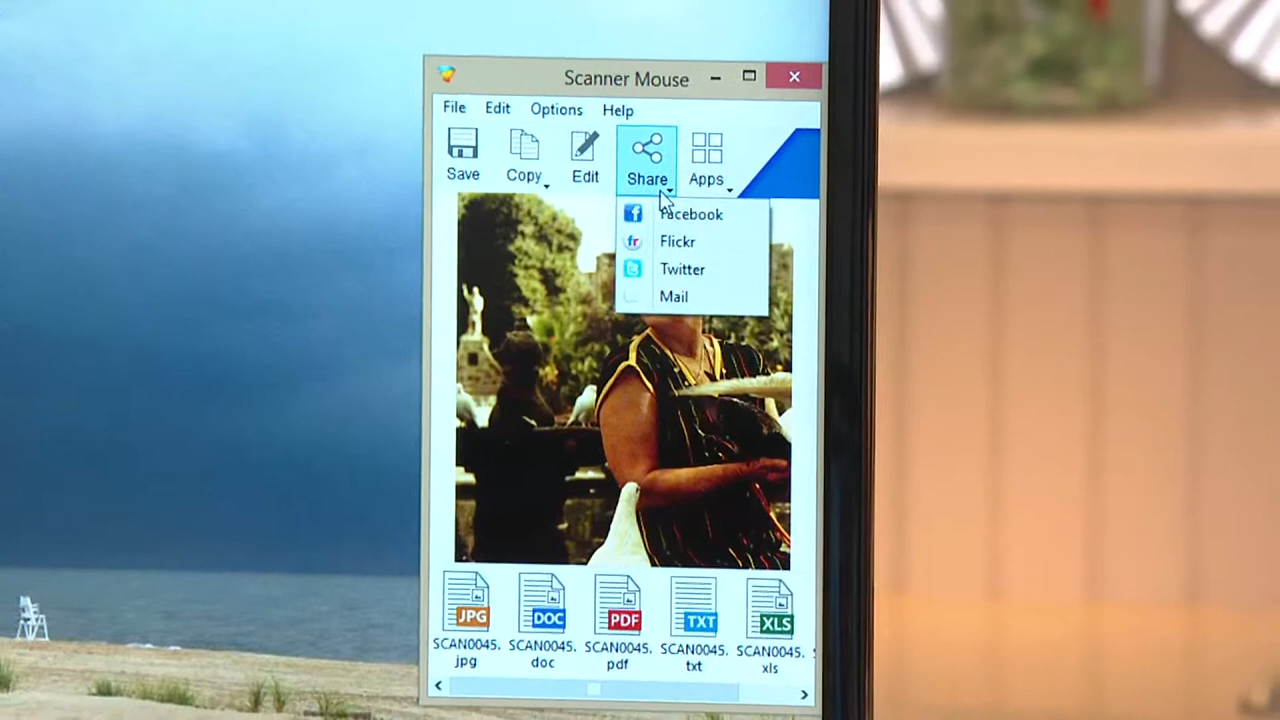 Scanner Mouse
File Edit Options Help
Save Copy Edit Share Apps
Facebook
Flickr
Twitter
Mail
JPG DOC PDF TXT XLS
SCAN0045. SCAN0045. SCAN0045. SCAN0045. SCAN0045.
jpg doc pdf txt xls